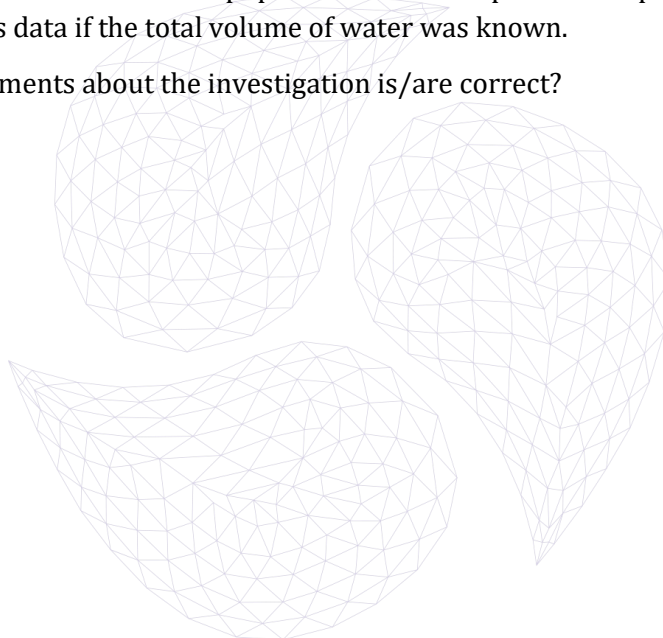 s data if the total volume of water was known.
ments about the investigation is/are correct?